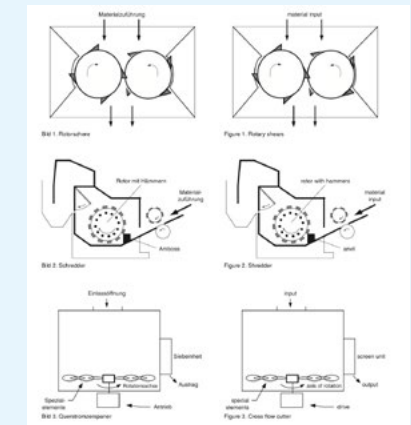 Materialzuführung
material input
Bild 1: Rotorschere
Figure 1. Rotary shears
Rotor mit Hämmern
Material-
zuführung
Amboss
rotor with hammers
material
input
anvil
Bild 2: Schredder
Figure 2. Shredder
Einlassöffnung
Siebeinheit
Rotationsachse
Austrag
Spezial-
elemente
Antrieb
input
screen unit
axis of rotation
output
special
elements
drive
Bild 3: Querstromzerspaner
Figure 3. Cross flow cutter